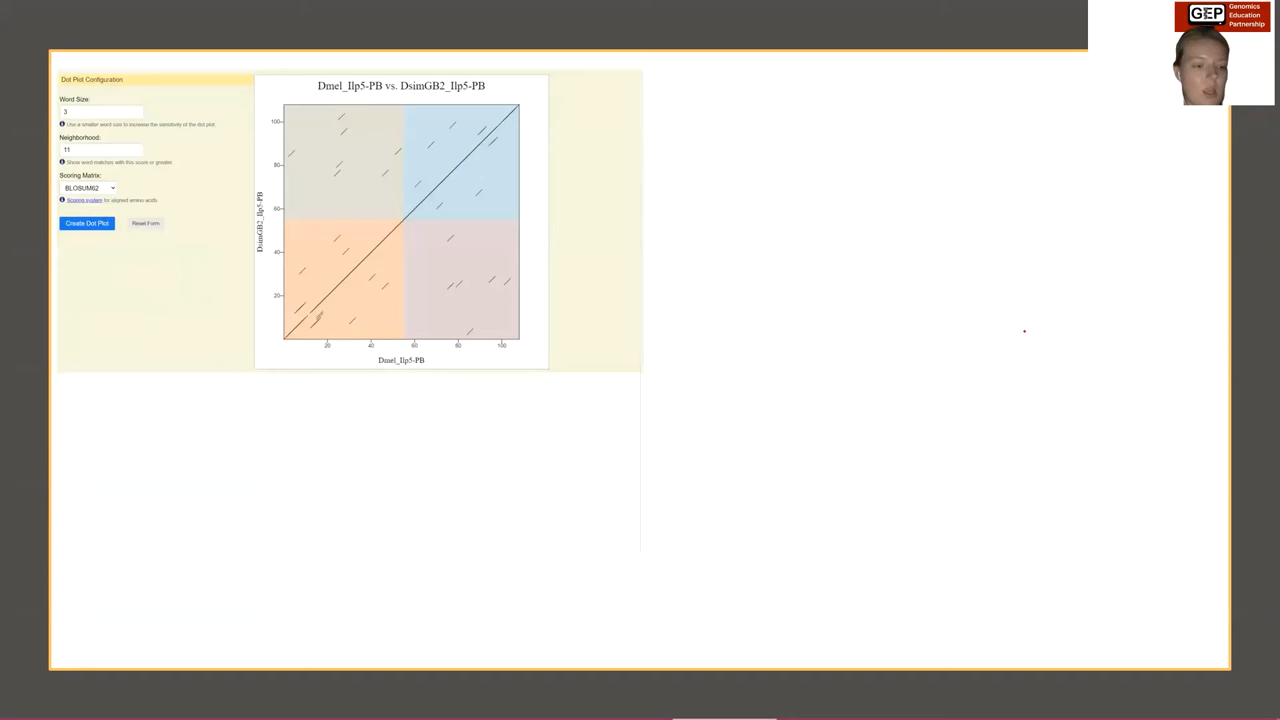 GEP
Genomics
Education
Partnership
Dot Plot Configuration
Word Size:
3
Use a smaller word size to increase the sensitivity of the dot plot.
Neighborhood:
11
Show word matches with this score or greater.
Scoring Matrix:
BLOSUM62
Scoring system for aligned amino acids.
Create Dot Plot
Reset Form
Dmel_Ilp5-PB vs. DsimGB2_Ilp5-PB
DsimGB2_Ilp5-PB
100
80
60
40
20
20 40 60 80 100
Dmel_Ilp5-PB